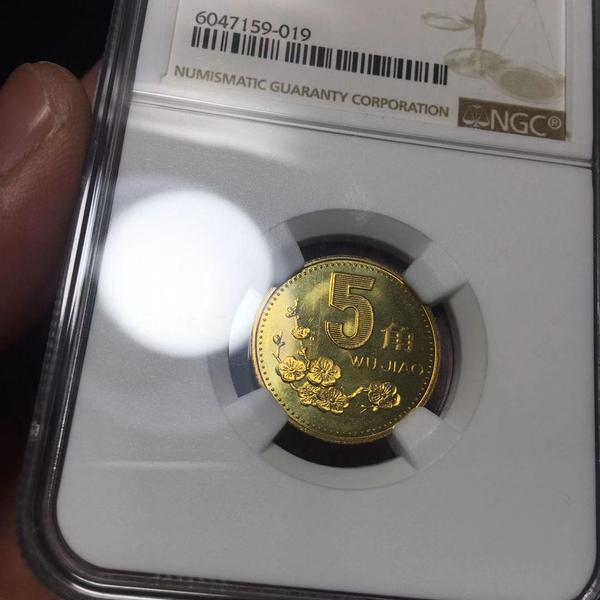 6047159-019
NUMISMATIC GUARANTY CORPORATION
NGC®
5角
WU JIAO